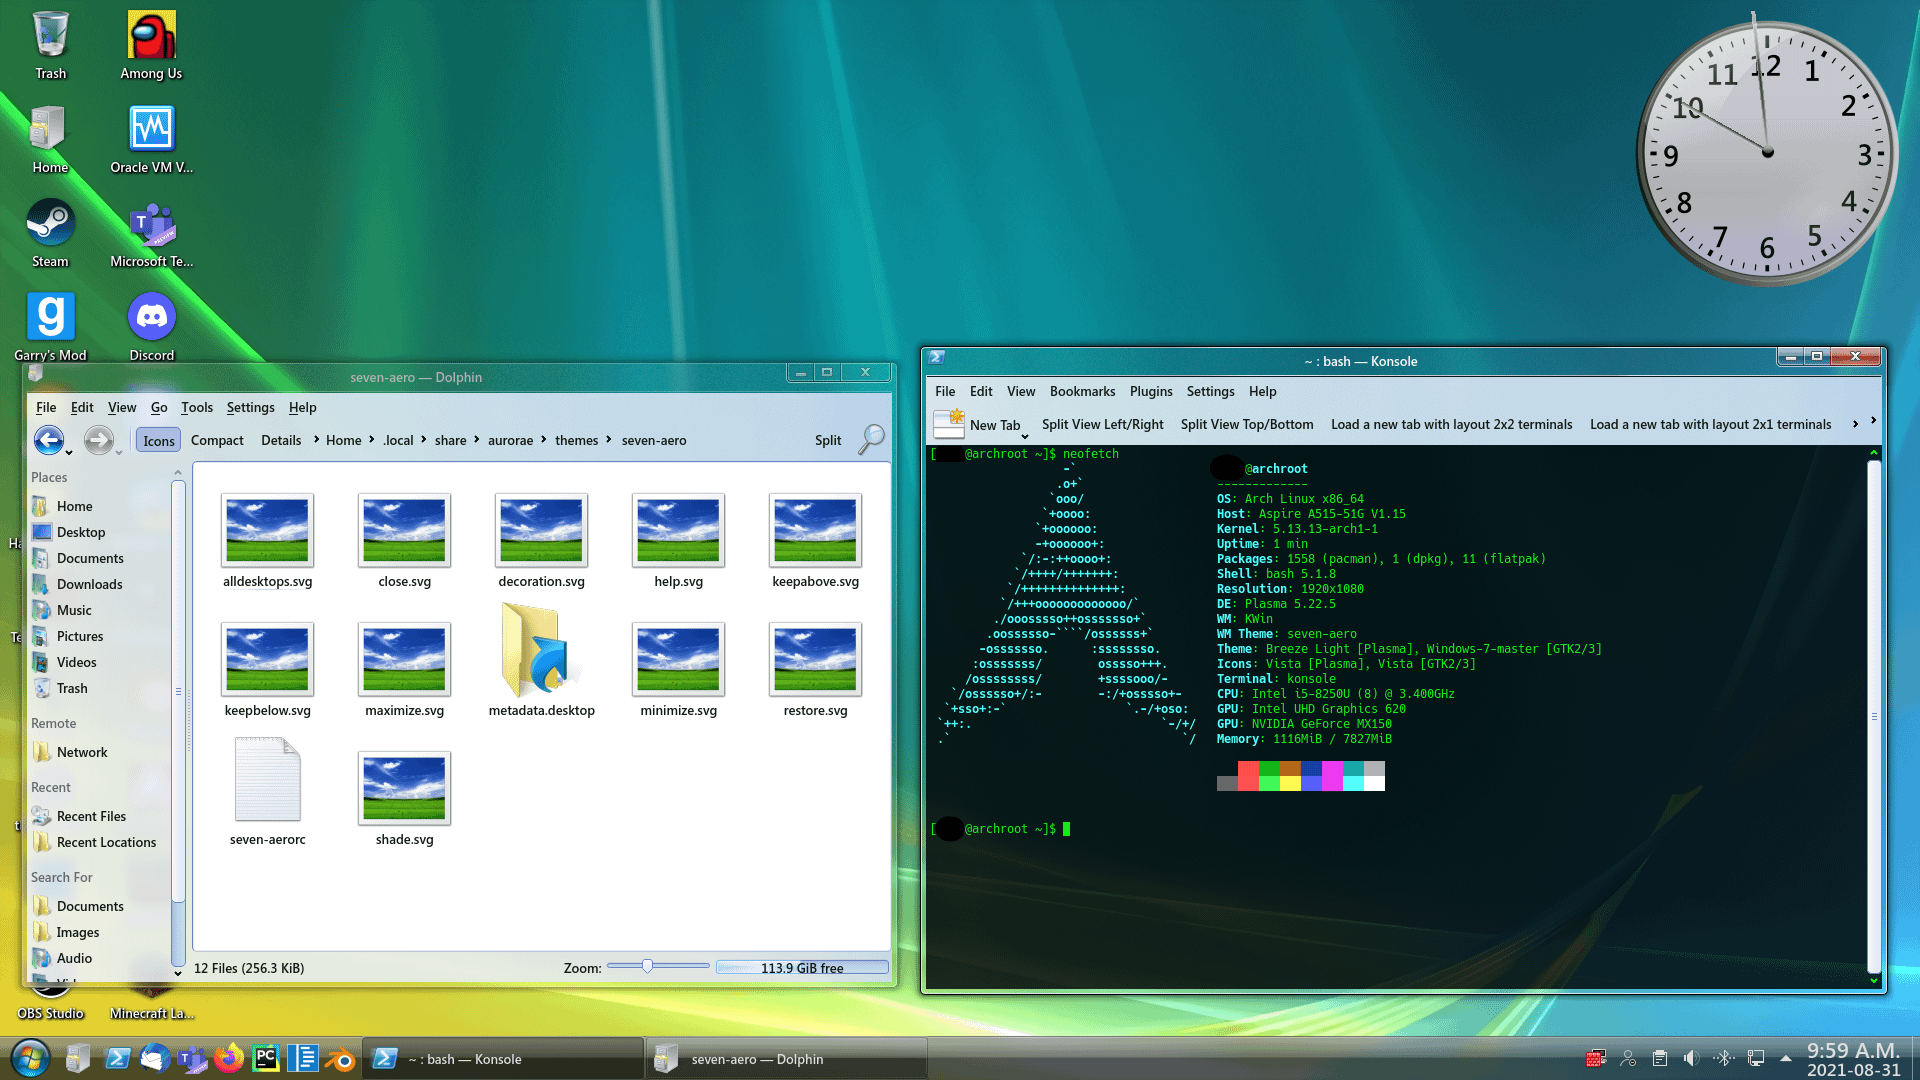 Trash
Among Us
Home
Oracle VM V...
Steam
Microsoft Te...
g
Garry's Mod
Discord
12
1
2
3
4
5
6
7
8
9
10
11
seven-aero — Dolphin
File Edit View Go Tools Settings Help
Icons Compact Details Home .local share aurorae themes seven-aero Split
Places
Home
Desktop
Documents
Downloads
Music
Pictures
Videos
Trash
Remote
Network
Recent
Recent Files
Recent Locations
Search For
Documents
Images
Audio
alldesktops.svg close.svg decoration.svg help.svg keepabove.svg
keepbelow.svg maximize.svg metadata.desktop minimize.svg restore.svg
seven-aerorc shade.svg
12 Files (256.3 KiB) Zoom: 113.9 GiB free
~ : bash — Konsole
File Edit View Bookmarks Plugins Settings Help
New Tab Split View Left/Right Split View Top/Bottom Load a new tab with layout 2x2 terminals Load a new tab with layout 2x1 terminals
[ @archroot ~]$ neofetch
@archroot
-------------
OS: Arch Linux x86_64
Host: Aspire A515-51G V1.15
Kernel: 5.13.13-arch1-1
Uptime: 1 min
Packages: 1558 (pacman), 1 (dpkg), 11 (flatpak)
Shell: bash 5.1.8
Resolution: 1920x1080
DE: Plasma 5.22.5
WM: KWin
WM Theme: seven-aero
Theme: Breeze Light [Plasma], Windows-7-master [GTK2/3]
Icons: Vista [Plasma], Vista [GTK2/3]
Terminal: konsole
CPU: Intel i5-8250U (8) @ 3.400GHz
GPU: Intel UHD Graphics 620
GPU: NVIDIA GeForce MX150
Memory: 1116MiB / 7827MiB
[ @archroot ~]$
OBS Studio
Minecraft La...
PC
~ : bash — Konsole
seven-aero — Dolphin
9:59 A.M.
2021-08-31